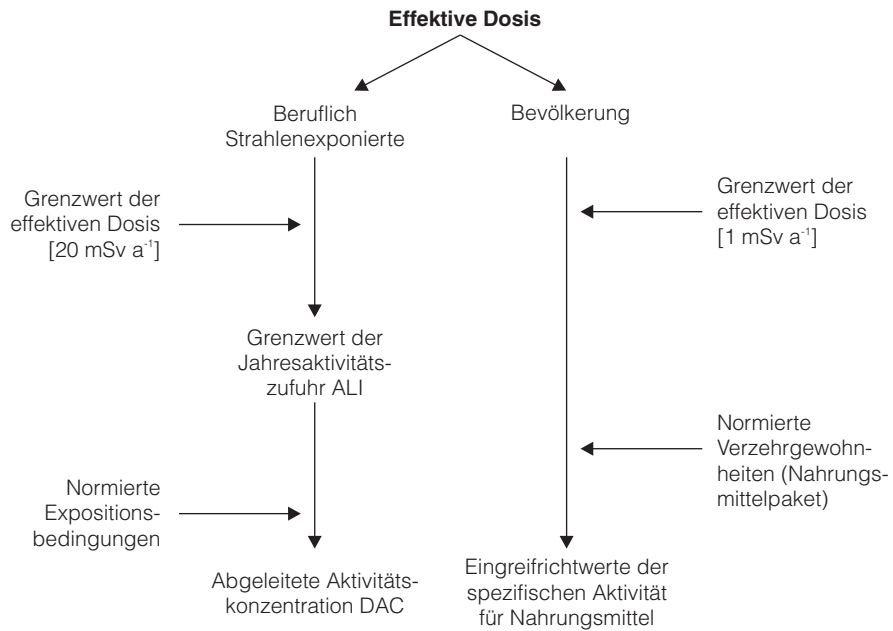 Effektive Dosis
Beruflich
Strahlenexponierte
Bevölkerung
Grenzwert der
effektiven Dosis
[20 mSv a⁻¹]
Grenzwert der
effektiven Dosis
[1 mSv a⁻¹]
Grenzwert der
Jahresaktivitäts-
zufuhr ALI
Normierte
Verzehrgewohn-
heiten (Nahrungs-
mittelpaket)
Normierte
Expositions-
bedingungen
Abgeleitete Aktivitäts-
konzentration DAC
Eingreifrichtwerte der
spezifischen Aktivität
für Nahrungsmittel